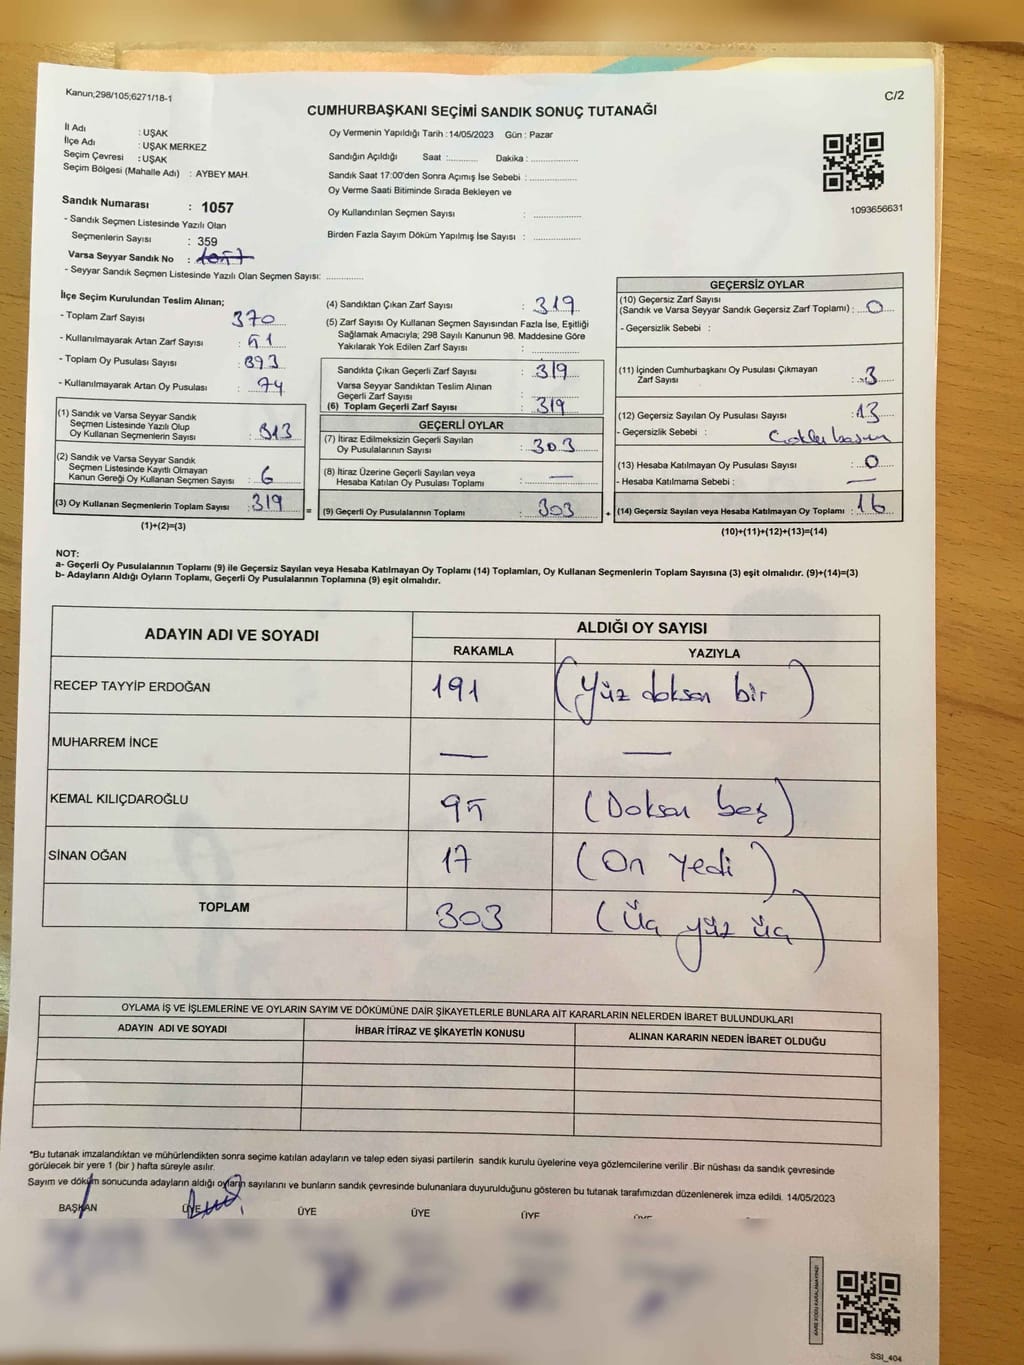 Kanun;298/105;6271/18-1
C/2
CUMHURBAŞKANI SEÇİMİ SANDIK SONUÇ TUTANAĞI
İl Adı : UŞAK
İlçe Adı : UŞAK MERKEZ
Seçim Çevresi : UŞAK
Seçim Bölgesi (Mahalle Adı) : AYBEY MAH.
Sandık Numarası : 1057
- Sandık Seçmen Listesinde Yazılı Olan
Seçmenlerin Sayısı : 359
Varsa Seyyar Sandık No : 1057
- Seyyar Sandık Seçmen Listesinde Yazılı Olan Seçmen Sayısı: ............
Oy Vermenin Yapıldığı Tarih : 14/05/2023 Gün : Pazar
Sandığın Açıldığı Saat :.......... Dakika : ................
Sandık Saat 17:00'den Sonra Açımış İse Sebebi : ................
Oy Verme Saati Bitiminde Sırada Bekleyen ve
Oy Kullandırılan Seçmen Sayısı : ................
Birden Fazla Sayım Döküm Yapılmış İse Sayısı : ................
1093656631
İlçe Seçim Kurulundan Teslim Alınan;
- Toplam Zarf Sayısı : 370
- Kullanılmayarak Artan Zarf Sayısı : 51
- Toplam Oy Pusulası Sayısı : 393
- Kullanılmayarak Artan Oy Pusulası : 74
(1) Sandık ve Varsa Seyyar Sandık
Seçmen Listesinde Yazılı Olup
Oy Kullanan Seçmenlerin Sayısı : 313
(2) Sandık ve Varsa Seyyar Sandık
Seçmen Listesinde Kayıtlı Olmayan
Kanun Gereği Oy Kullanan Seçmen Sayısı : 6
(3) Oy Kullanan Seçmenlerin Toplam Sayısı : 319
(1)+(2)=(3)
(4) Sandıktan Çıkan Zarf Sayısı : 319
(5) Zarf Sayısı Oy Kullanan Seçmen Sayısından Fazla İse, Eşitliği
Sağlamak Amacıyla; 298 Sayılı Kanunun 98. Maddesine Göre
Yakılarak Yok Edilen Zarf Sayısı : ................
Sandıkta Çıkan Geçerli Zarf Sayısı : 319
Varsa Seyyar Sandıktan Teslim Alınan
Geçerli Zarf Sayısı : ................
(6) Toplam Geçerli Zarf Sayısı : 319
GEÇERLİ OYLAR
(7) İtiraz Edilmeksizin Geçerli Sayılan
Oy Pusulalarının Sayısı : 303
(8) İtiraz Üzerine Geçerli Sayılan veya
Hesaba Katılan Oy Pusulası Toplamı : —
= (9) Geçerli Oy Pusulalarının Toplamı : 303
GEÇERSİZ OYLAR
(10) Geçersiz Zarf Sayısı
(Sandık ve Varsa Seyyar Sandık Geçersiz Zarf Toplamı) : 0
- Geçersizlik Sebebi :
(11) İçinden Cumhurbaşkanı Oy Pusulası Çıkmayan
Zarf Sayısı : 3
(12) Geçersiz Sayılan Oy Pusulası Sayısı : 13
- Geçersizlik Sebebi :
(13) Hesaba Katılmayan Oy Pusulası Sayısı : 0
- Hesaba Katılmama Sebebi : —
+ (14) Geçersiz Sayılan veya Hesaba Katılmayan Oy Toplamı : 16
(10)+(11)+(12)+(13)=(14)
NOT:
a- Geçerli Oy Pusulalarının Toplamı (9) ile Geçersiz Sayılan veya Hesaba Katılmayan Oy Toplamı (14) Toplamları, Oy Kullanan Seçmenlerin Toplam Sayısına (3) eşit olmalıdır. (9)+(14)=(3)
b- Adayların Aldığı Oyların Toplamı, Geçerli Oy Pusulalarının Toplamına (9) eşit olmalıdır.
ADAYIN ADI VE SOYADI ALDIĞI OY SAYISI
RAKAMLA YAZIYLA
RECEP TAYYİP ERDOĞAN 191 (Yüz doksan bir)
MUHARREM İNCE — —
KEMAL KILIÇDAROĞLU 95 (Doksan beş)
SİNAN OĞAN 17 (On yedi)
TOPLAM 303 (Üç yüz üç)
OYLAMA İŞ VE İŞLEMLERİNE VE OYLARIN SAYIM VE DÖKÜMÜNE DAİR ŞİKAYETLERLE BUNLARA AİT KARARLARIN NELERDEN İBARET BULUNDUKLARI
ADAYIN ADI VE SOYADI İHBAR İTİRAZ VE ŞİKAYETİN KONUSU ALINAN KARARIN NEDEN İBARET OLDUĞU
*Bu tutanak imzalandıktan ve mühürlendikten sonra seçime katılan adayların ve talep eden siyasi partilerin sandık kurulu üyelerine veya gözlemcilerine verilir. Bir nüshası da sandık çevresinde
görülecek bir yere 1 (bir ) hafta süreyle asılır.
Sayım ve döküm sonucunda adayların aldığı oyların sayılarını ve bunların sandık çevresinde bulunanlara duyurulduğunu gösteren bu tutanak tarafımızdan düzenlenerek imza edildi. 14/05/2023
BAŞKAN ÜYE ÜYE ÜYE ÜYE ÜYE
SSI_404